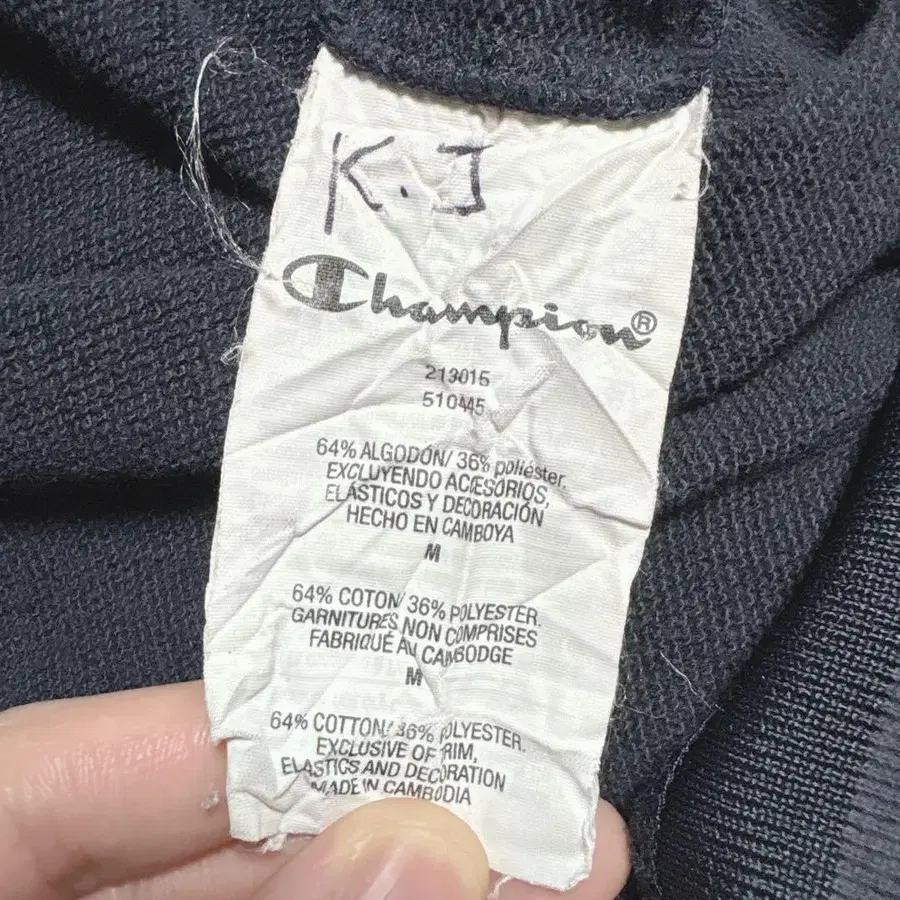 K.J
Champion®
213015
510445
64% ALGODÓN/ 36% poliéster.
EXCLUYENDO ACCESORIOS,
ELÁSTICOS Y DECORACIÓN
HECHO EN CAMBOYA
M
64% COTON/ 36% POLYESTER.
GARNITURES NON COMPRISES
FABRIQUÉ AU CAMBODGE
M
64% COTTON/ 36% POLYESTER.
EXCLUSIVE OF TRIM,
ELASTICS AND DECORATION
MADE IN CAMBODIA